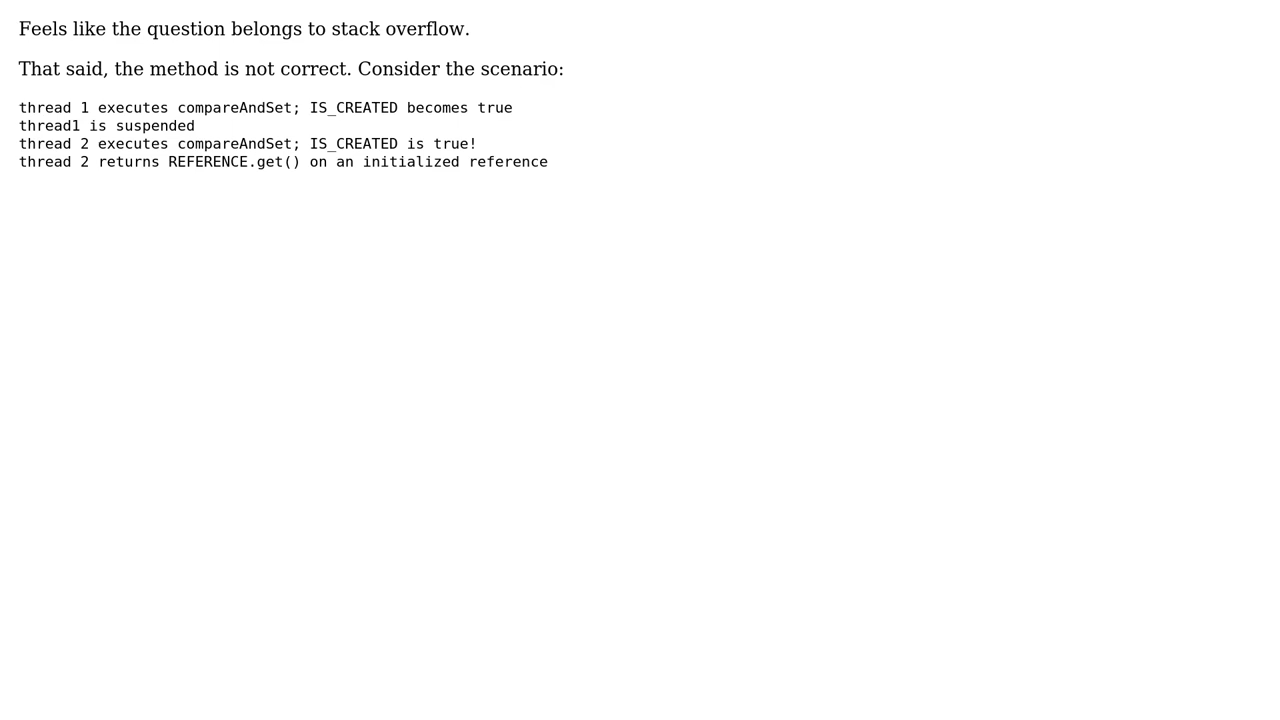 Feels like the question belongs to stack overflow.
That said, the method is not correct. Consider the scenario:
thread 1 executes compareAndSet; IS_CREATED becomes true
thread1 is suspended
thread 2 executes compareAndSet; IS_CREATED is true!
thread 2 returns REFERENCE.get() on an initialized reference